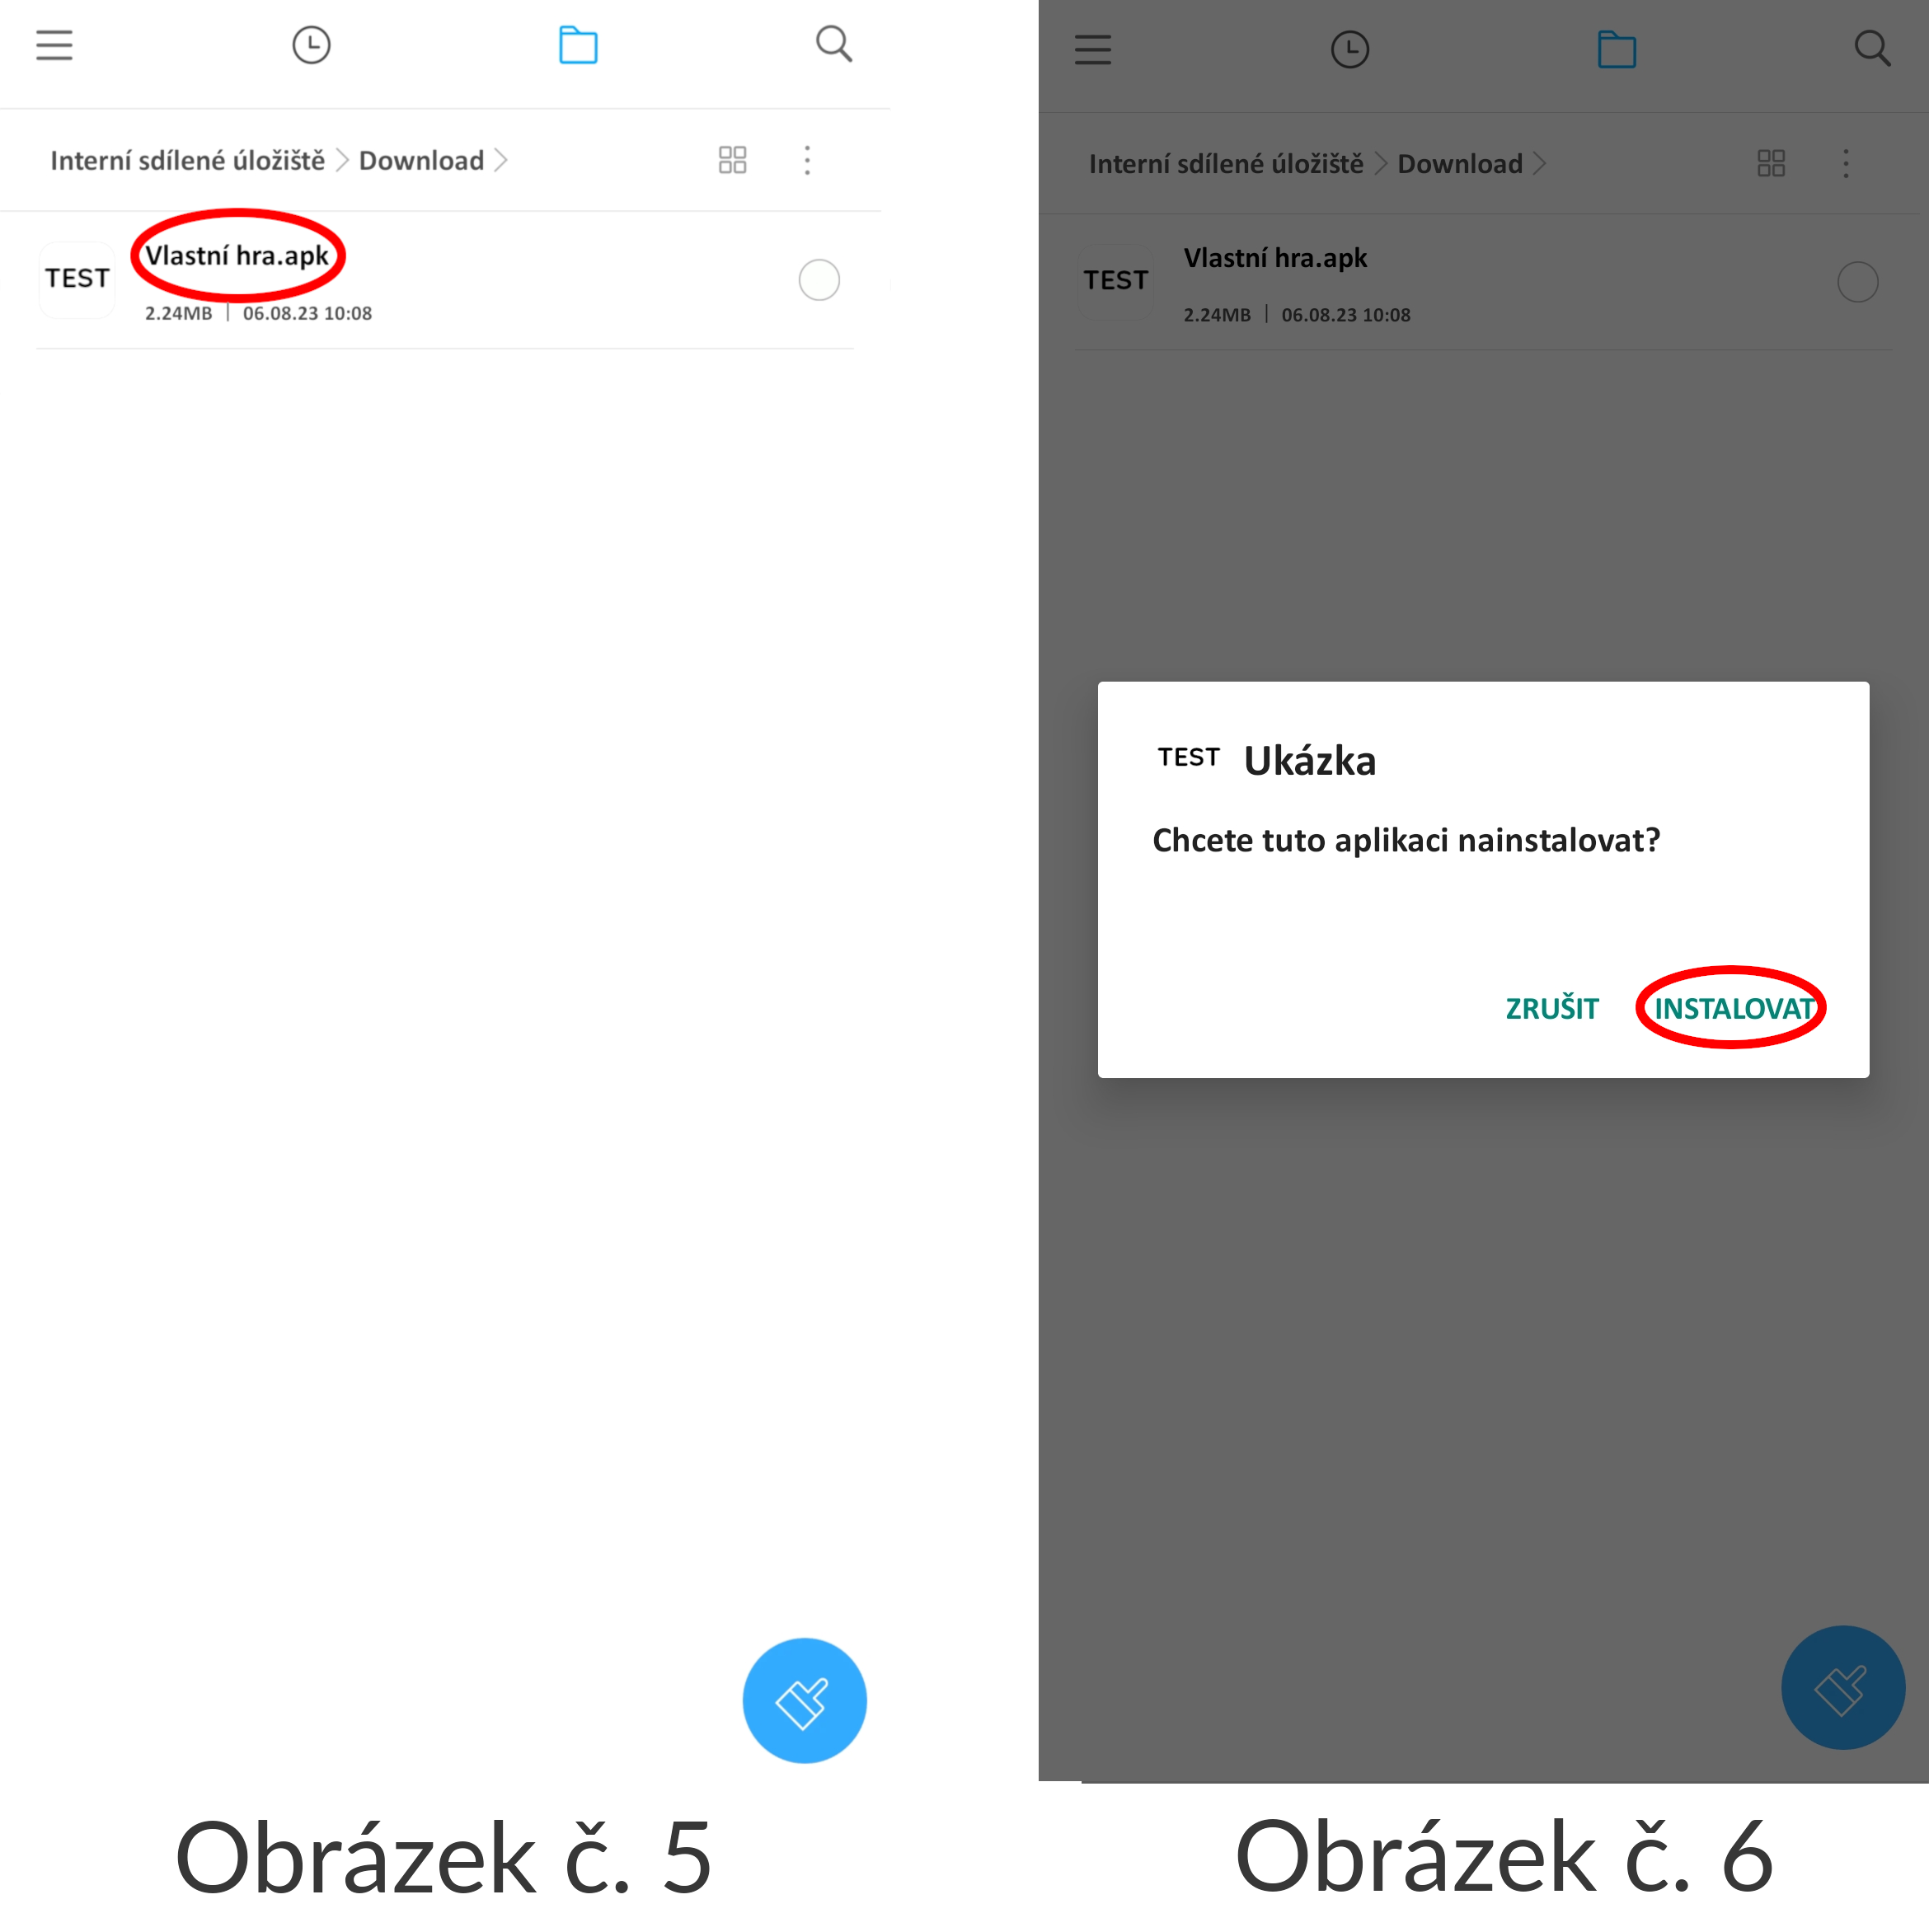 Interní sdílené úložiště Download
TEST
Vlastní hra.apk
2.24MB | 06.08.23 10:08
Obrázek č. 5
Interní sdílené úložiště Download
TEST
Vlastní hra.apk
2.24MB | 06.08.23 10:08
TEST Ukázka
Chcete tuto aplikaci nainstalovat?
ZRUŠIT INSTALOVAT
Obrázek č. 6